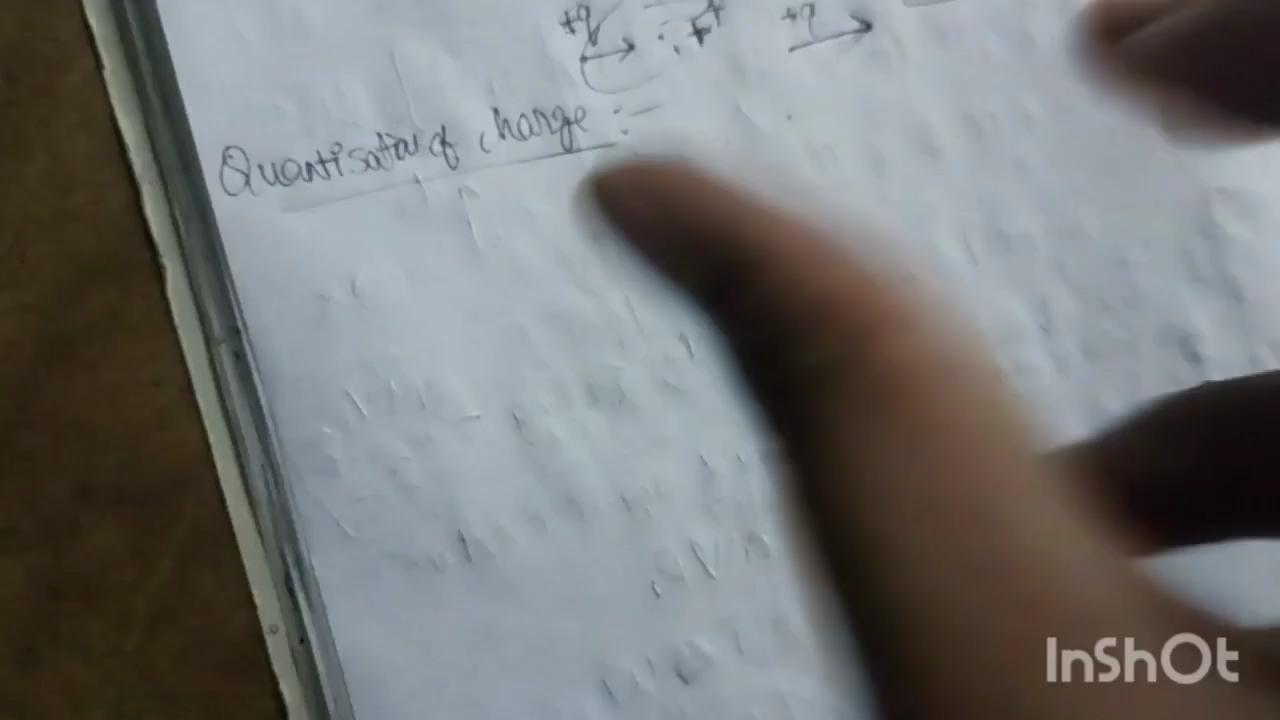 +q +q
Quantisation of charge :-
InShOt